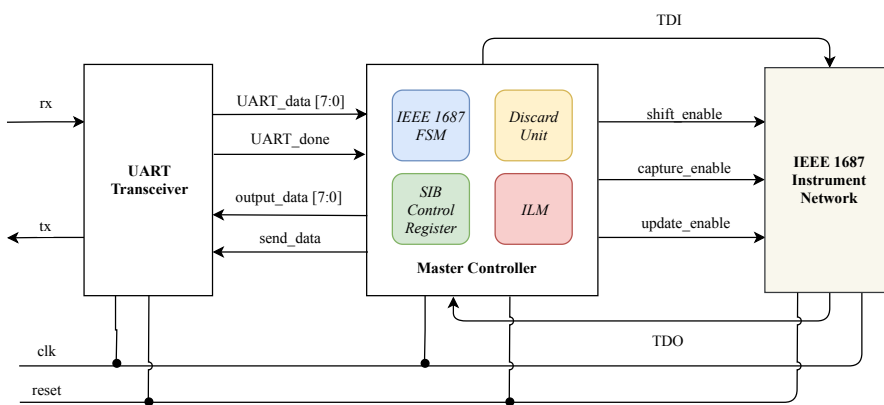 TDI
rx
UART_data [7:0]
UART_done
UART
Transceiver
output_data [7:0]
send_data
tx
IEEE 1687
FSM
Discard
Unit
SIB
Control
Register
ILM
Master Controller
shift_enable
capture_enable
update_enable
IEEE 1687
Instrument
Network
TDO
clk
reset